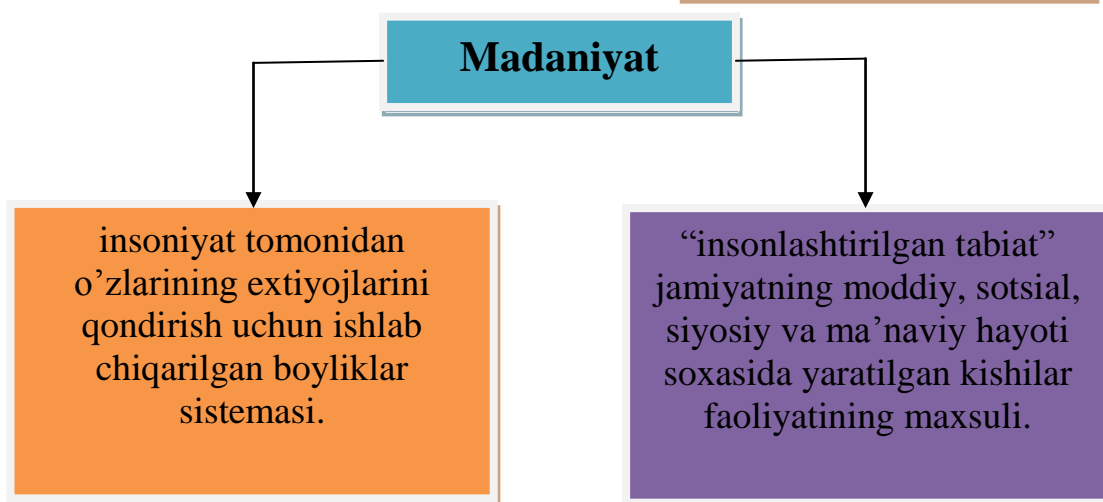 Madaniyat
insoniyat tomonidan
o’zlarining extiyojlarini
qondirish uchun ishlab
chiqarilgan boyliklar
sistemasi.
“insonlashtirilgan tabiat”
jamiyatning moddiy, sotsial,
siyosiy va ma’naviy hayoti
soxasida yaratilgan kishilar
faoliyatining maxsuli.